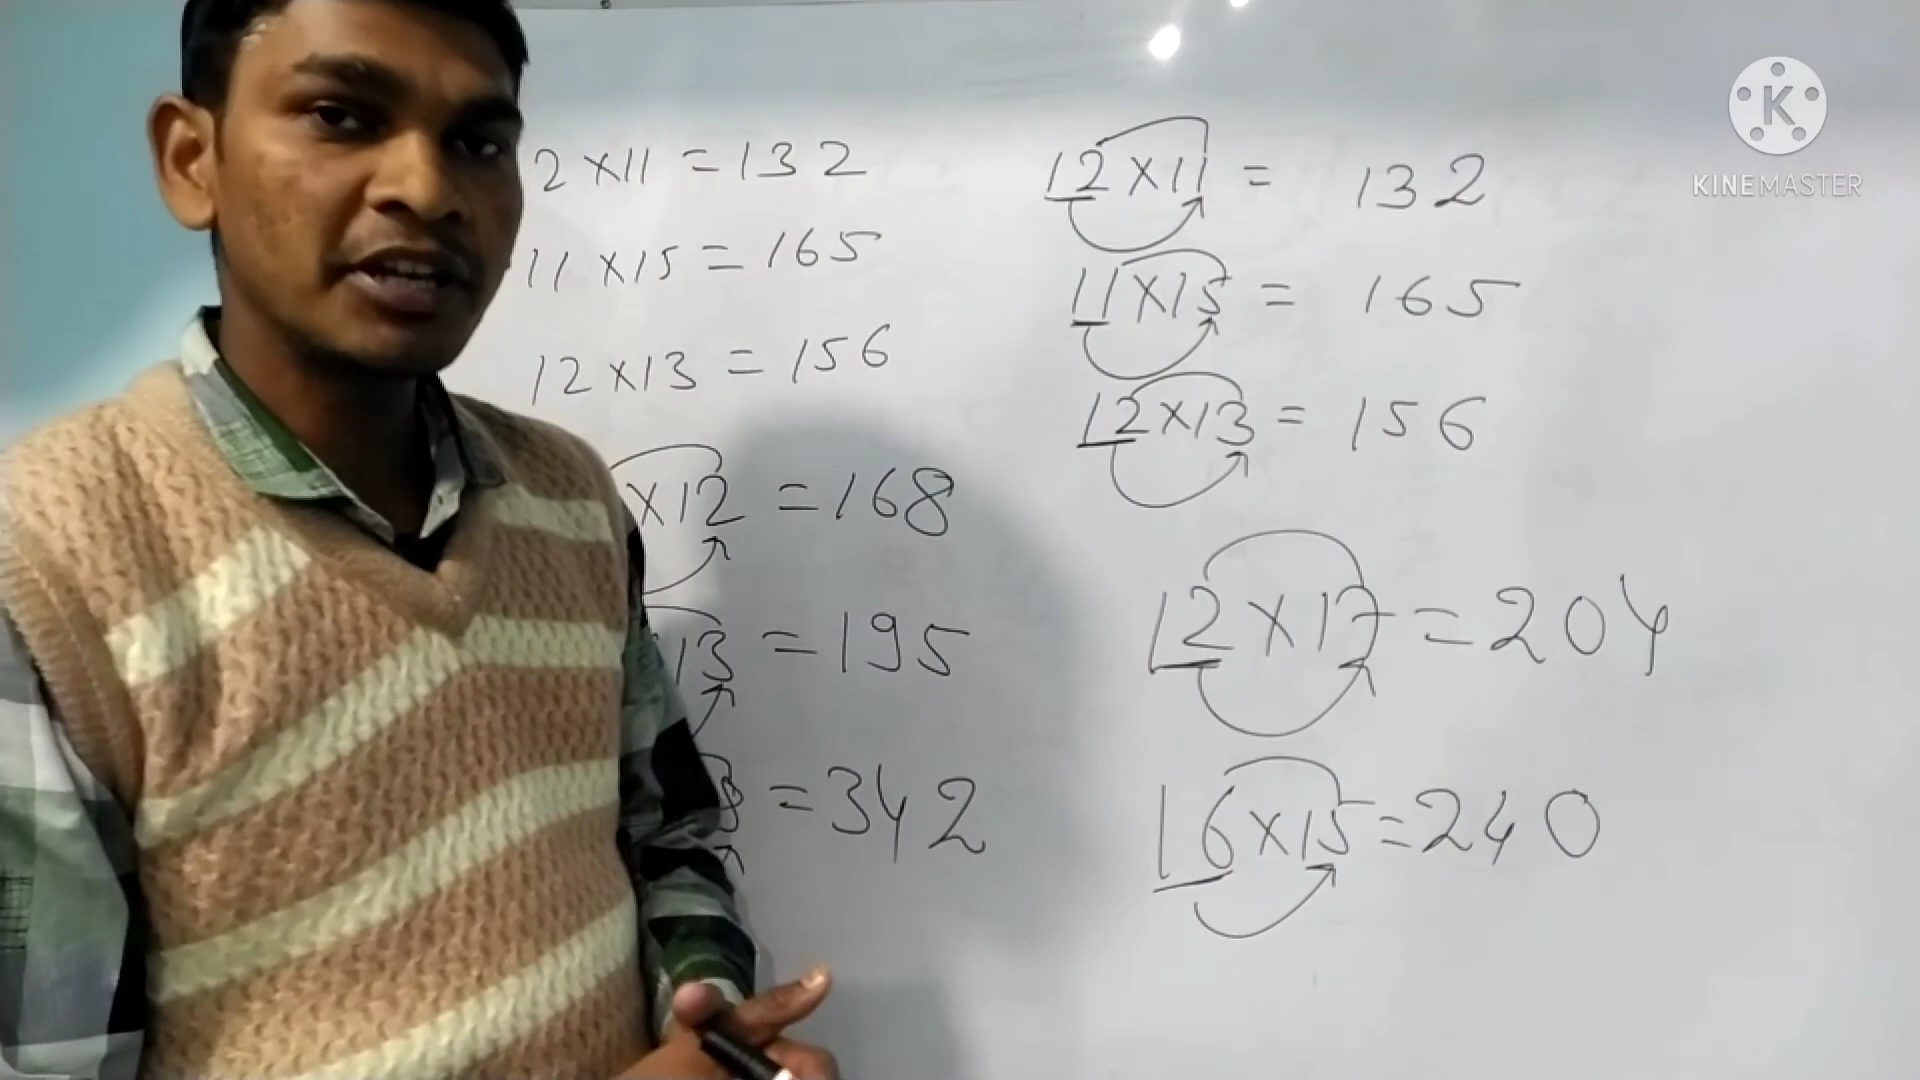 2 × 11 = 132
11 × 15 = 165
12 × 13 = 156
× 12 = 168
13 = 195
= 342
12 × 11 = 132
11 × 15 = 165
12 × 13 = 156
12 × 17 = 204
16 × 15 = 240
K
KINEMASTER